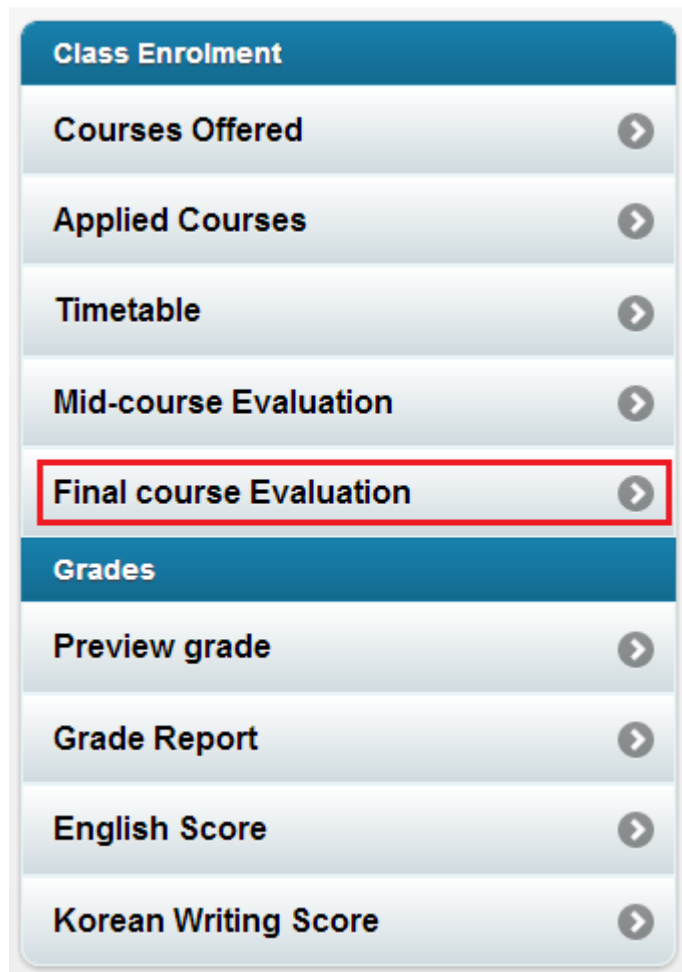 Class Enrolment
Courses Offered
Applied Courses
Timetable
Mid-course Evaluation
Final course Evaluation
Grades
Preview grade
Grade Report
English Score
Korean Writing Score